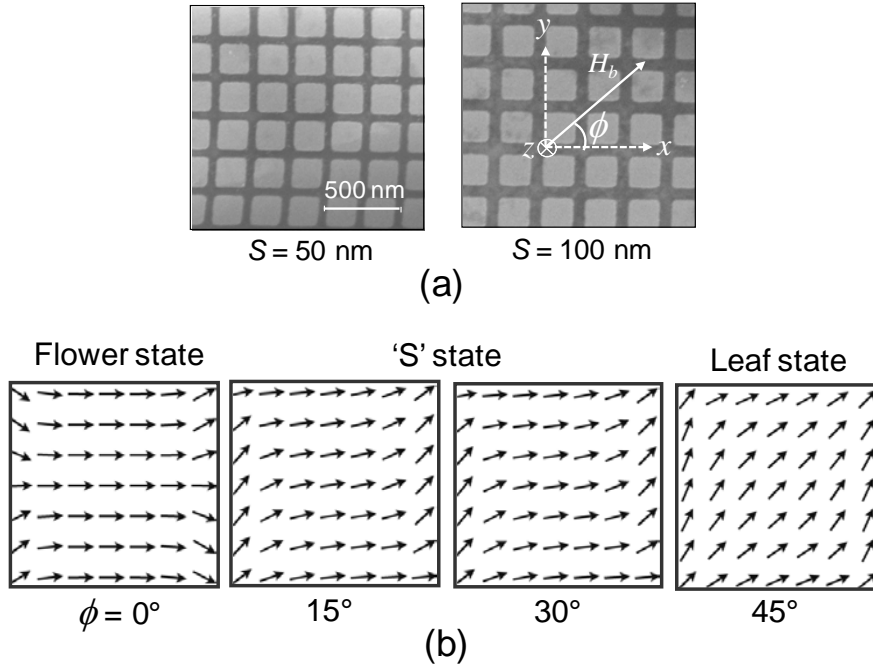 500 nm
y
H_b
ϕ
z
x
S = 50 nm
S = 100 nm
(a)
Flower state
‘S’ state
Leaf state
ϕ = 0°
15°
30°
45°
(b)